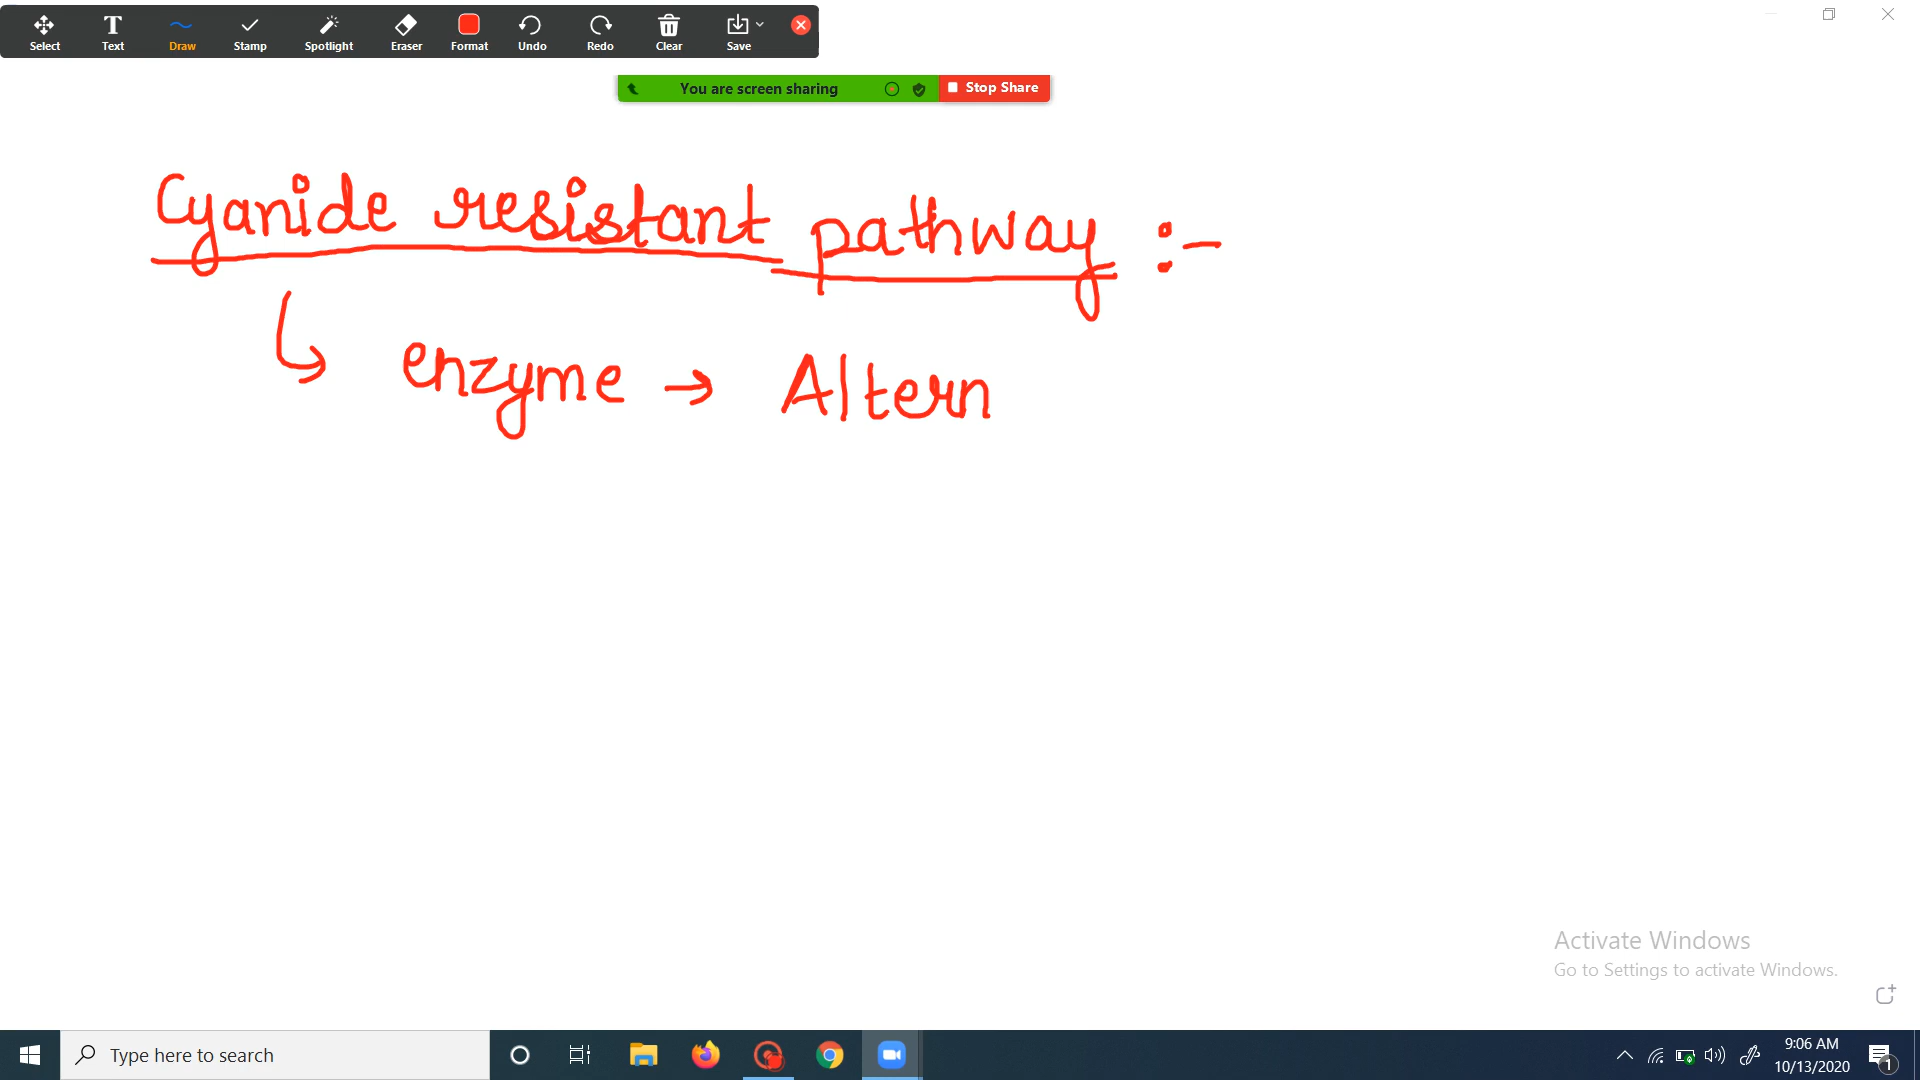 Select Text Draw Stamp Spotlight Eraser Format Undo Redo Clear Save
You are screen sharing Stop Share
Cyanide resistant pathway :-
enzyme → Altern
Activate Windows
Go to Settings to activate Windows.
Type here to search
9:06 AM
10/13/2020
1